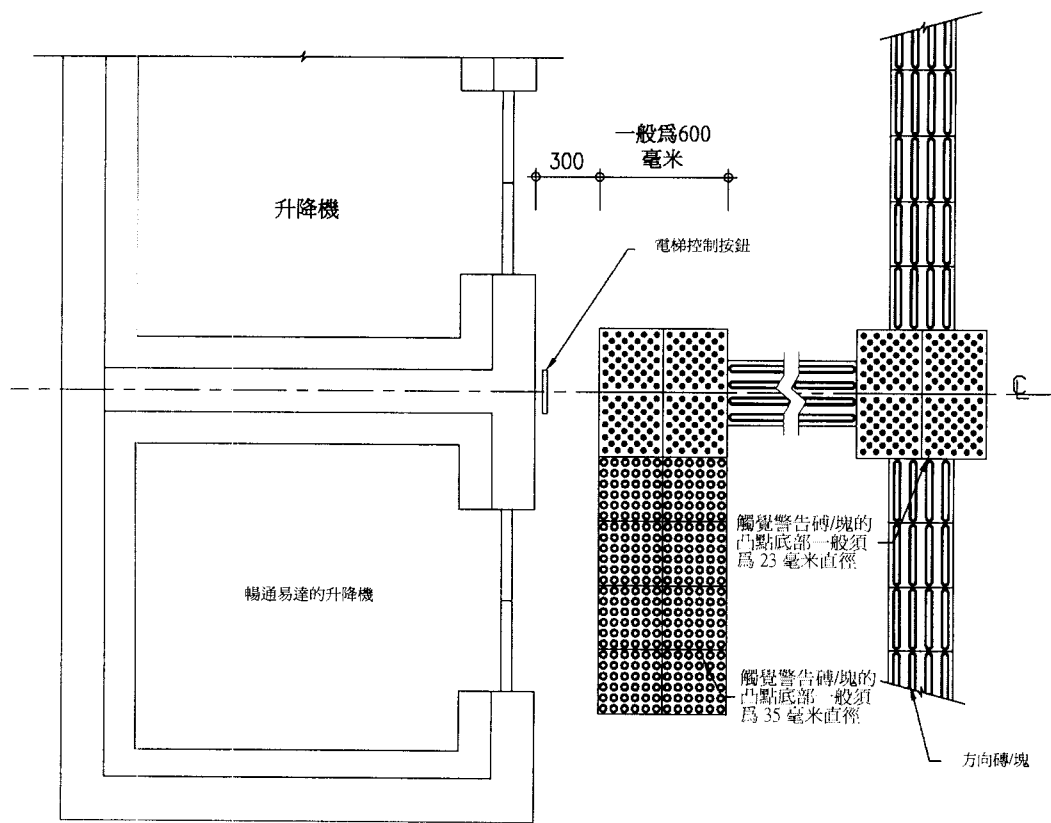 一般爲600
毫米
300
升降機
電梯控制按鈕
℄
觸覺警告磚/塊的
凸點底部一般須
爲 23 毫米直徑
暢通易達的升降機
觸覺警告磚/塊的
凸點底部一般須
爲 35 毫米直徑
方向磚/塊